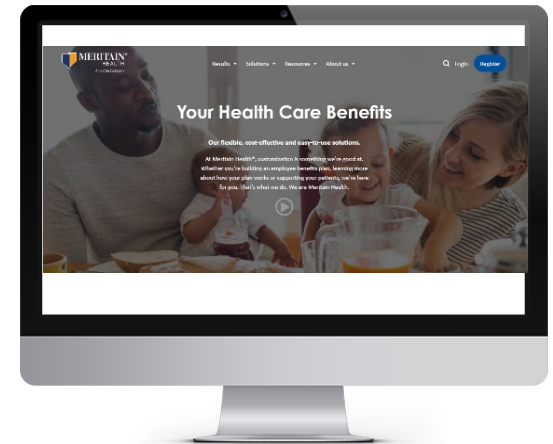 MERITAIN®
HEALTH
Results
Solutions
Resources
About us
Login
Register
Your Health Care Benefits
Our flexible, cost-effective and easy-to-use solutions.
At Meritain Health®, customization is something we're good at.
Whether you're building an employee benefits plan, learning more
about how your plan works or supporting your patients, we're here
for you. That's what we do. We are Meritain Health.